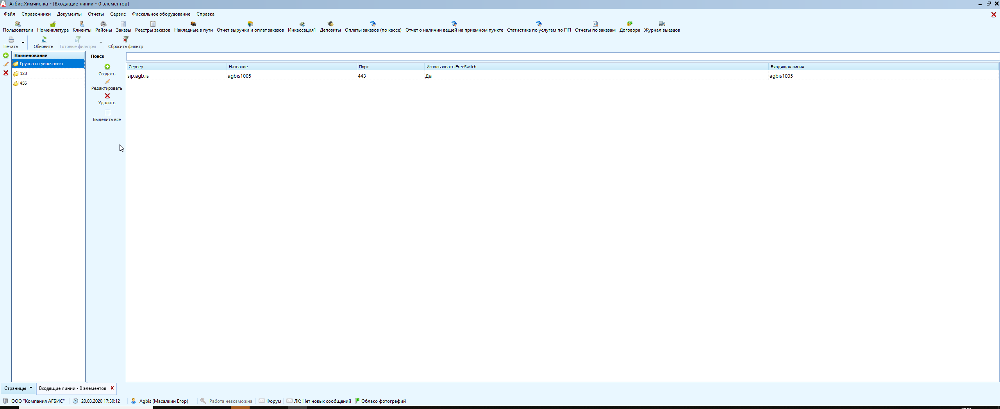 Агбис.Химчистка - [Входящие линии - 0 элементов]
Файл Справочники Документы Отчеты Сервис Фискальное оборудование Справка
Пользователи Номенклатура Клиенты Районы Заказы Реестры заказов Накладные в пути Отчет выручки и оплат заказов Инкассация1 Депозиты Оплаты заказов (по кассе) Отчет о наличии вещей на приемном пункте Статистика по услугам по ПП Отчеты по заказам Договора Журнал выездов
Печать Обновить Готовые фильтры Сбросить фильтр
Наименование
Группа по умолчанию
123
456
Поиск
Создать
Редактировать
Удалить
Выделить все
Сервер Название Порт Использовать FreeSwitch Входящая линия
sip.agb.is agbis1005 443 Да agbis1005
Страницы Входящие линии - 0 элементов
ООО "Компания АГБИС" 20.03.2020 17:30:12 Agbis (Масалкин Егор) Работа невозможна Форум ЛК: Нет новых сообщений Облако фотографий